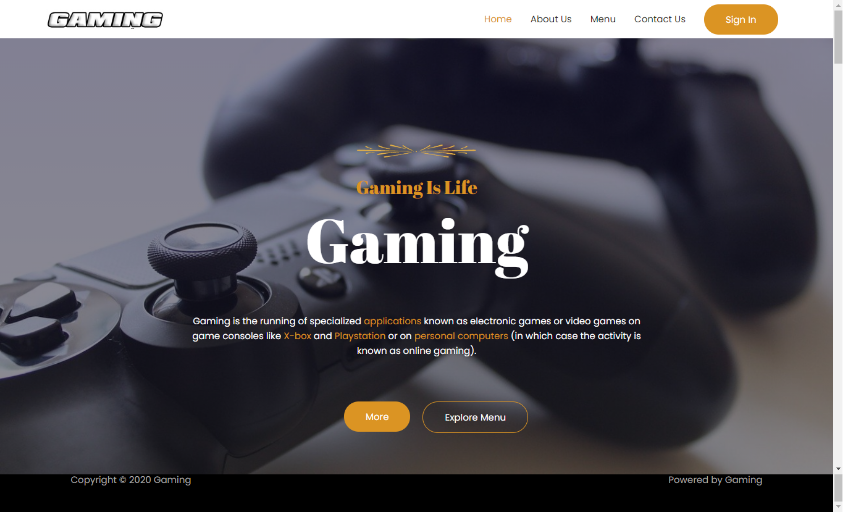 GAMING
Home About Us Menu Contact Us Sign In
Gaming Is Life
Gaming
Gaming is the running of specialized applications known as electronic games or video games on
game consoles like X-box and Playstation or on personal computers (in which case the activity is
known as online gaming).
More Explore Menu
Copyright © 2020 Gaming Powered by Gaming